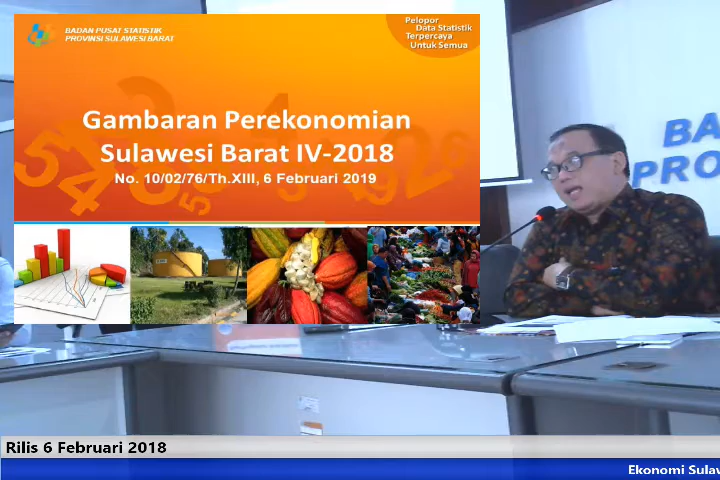 BADAN PUSAT STATISTIK
PROVINSI SULAWESI BARAT
Pelopor
Data Statistik
Terpercaya
Untuk Semua
Gambaran Perekonomian
Sulawesi Barat IV-2018
No. 10/02/76/Th.XIII, 6 Februari 2019
BA
PRO
Rilis 6 Februari 2018
Ekonomi Sulaw